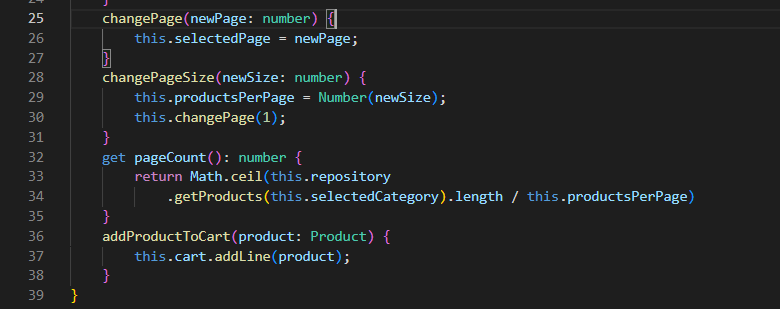 24 }
25 changePage(newPage: number) {
26 this.selectedPage = newPage;
27 }
28 changePageSize(newSize: number) {
29 this.productsPerPage = Number(newSize);
30 this.changePage(1);
31 }
32 get pageCount(): number {
33 return Math.ceil(this.repository
34 .getProducts(this.selectedCategory).length / this.productsPerPage)
35 }
36 addProductToCart(product: Product) {
37 this.cart.addLine(product);
38 }
39 }